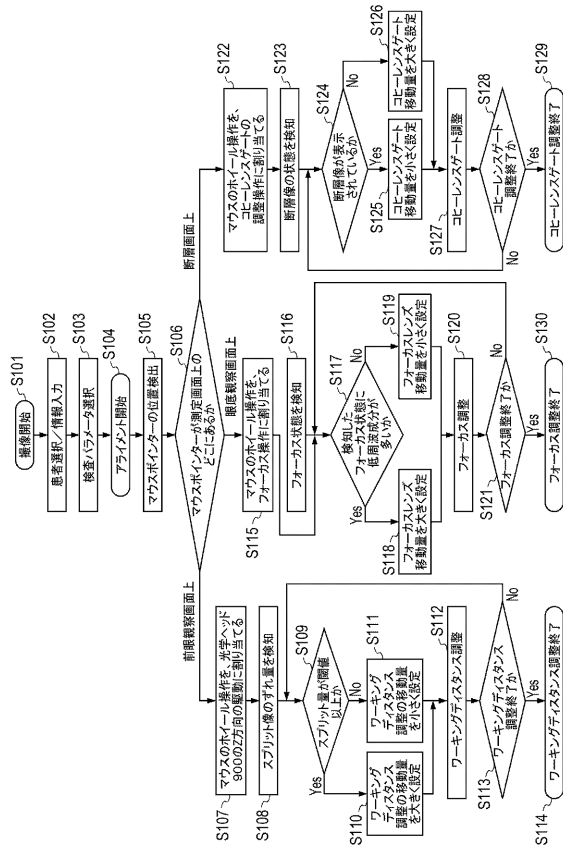 撮像開始
S101
患者選択／情報入力
S102
検査パラメータ選択
S103
アライメント開始
S104
マウスポインターの位置検出
S105
マウスポインターが測定画面上の
どこにあるか
S106
前眼観察画面上
眼底観察画面上
断層画面上
マウスのホイール操作を、光学ヘッド
900のZ方向の駆動に割り当てる
S107
スプリット像のずれ量を検知
S108
スプリット量が閾値
以上か
S109
Yes
No
ワーキング
ディスタンス
調整の移動量
を大きく設定
S110
ワーキング
ディスタンス
調整の移動量
を小さく設定
S111
ワーキングディスタンス調整
S112
ワーキングディスタンス
調整終了か
S113
No
Yes
ワーキングディスタンス調整終了
S114
マウスのホイール操作を、
フォーカス操作に割り当てる
S115
フォーカス状態を検知
S116
検知した
フォーカス状態に
低周波成分が
多いか
S117
Yes
No
フォーカスレンズ
移動量を大きく設定
S118
フォーカスレンズ
移動量を小さく設定
S119
フォーカス調整
S120
フォーカス調整終了か
S121
No
Yes
フォーカス調整終了
S130
マウスのホイール操作を、
コヒーレンスゲートの
調整操作に割り当てる
S122
断層像の状態を検知
S123
断層像が表示
されているか
S124
Yes
No
コヒーレンスゲート
移動量を小さく設定
S125
コヒーレンスゲート
移動量を大きく設定
S126
コヒーレンスゲート調整
S127
コヒーレンスゲート
調整終了か
S128
No
Yes
コヒーレンスゲート調整終了
S129